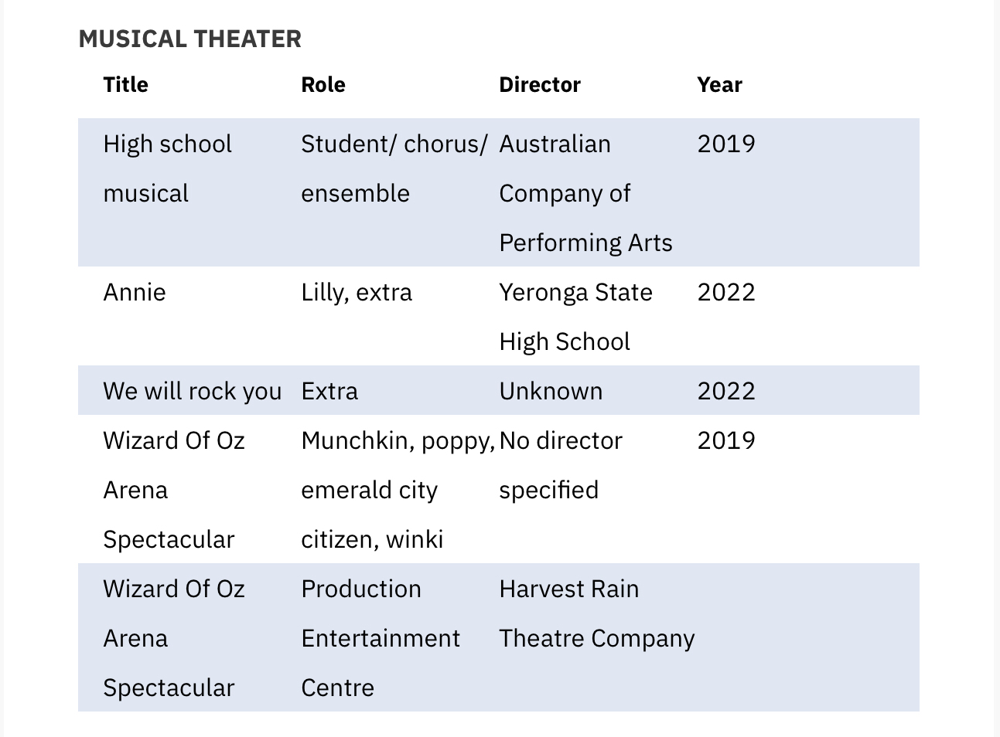 MUSICAL THEATER
Title Role Director Year
High school Student/ chorus/ Australian 2019
musical ensemble Company of
Performing Arts
Annie Lilly, extra Yeronga State 2022
High School
We will rock you Extra Unknown 2022
Wizard Of Oz Munchkin, poppy, No director 2019
Arena emerald city specified
Spectacular citizen, winki
Wizard Of Oz Production Harvest Rain
Arena Entertainment Theatre Company
Spectacular Centre